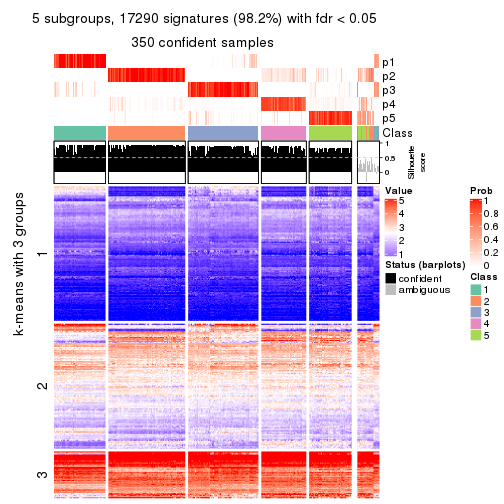 5 subgroups, 17290 signatures (98.2%) with fdr < 0.05
350 confident samples
p1
p2
p3
p4
p5
Class
1
0.5
0
Silhouette
score
k-means with 3 groups
1
2
3
Value
5
4
3
2
1
Status (barplots)
confident
ambiguous
Prob
1
0.8
0.6
0.4
0.2
0
Class
1
2
3
4
5